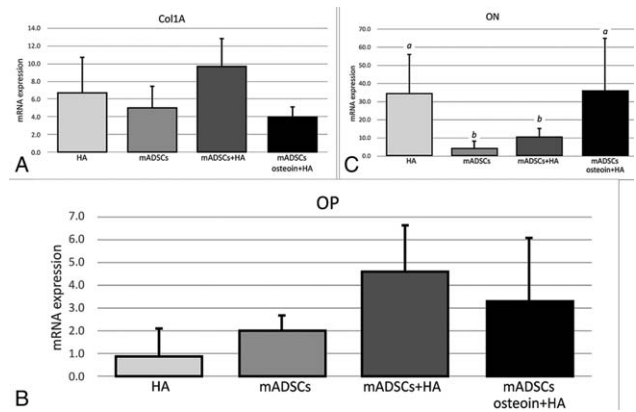 Col1A
mRNA expression
14.0
12.0
10.0
8.0
6.0
4.0
2.0
0.0
HA
mADSCs
mADSCs+HA
mADSCs
osteoin+HA
A
ON
mRNA expression
70.0
60.0
50.0
40.0
30.0
20.0
10.0
0.0
a
b
b
a
HA
mADSCs
mADSCs+HA
mADSCs
osteoin+HA
C
OP
mRNA expression
7.0
6.0
5.0
4.0
3.0
2.0
1.0
0.0
HA
mADSCs
mADSCs+HA
mADSCs
osteoin+HA
B